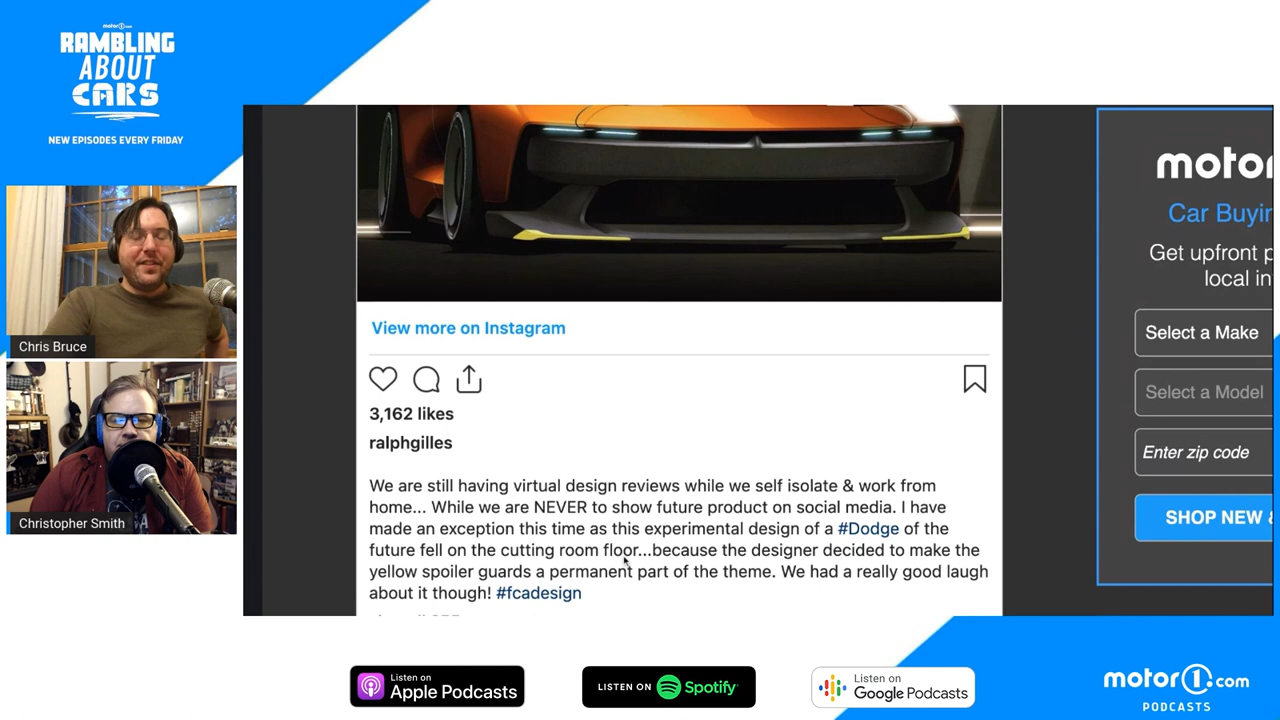 motor1.com
RAMBLING
ABOUT
CARS
NEW EPISODES EVERY FRIDAY
Chris Bruce
Christopher Smith
View more on Instagram
3,162 likes
ralphgilles
We are still having virtual design reviews while we self isolate & work from
home... While we are NEVER to show future product on social media. I have
made an exception this time as this experimental design of a #Dodge of the
future fell on the cutting room floor...because the designer decided to make the
yellow spoiler guards a permanent part of the theme. We had a really good laugh
about it though! #fcadesign
motor
Car Buyin
Get upfront p
local in
Select a Make
Select a Model
Enter zip code
SHOP NEW &
Listen on
Apple Podcasts
LISTEN ON Spotify
Listen on
Google Podcasts
motor1.com
PODCASTS